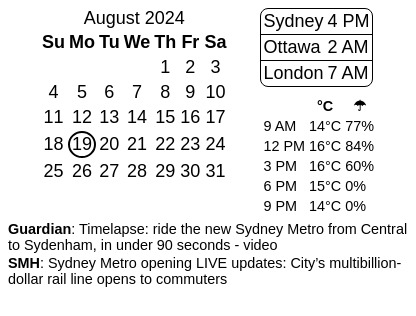 August 2024
Su Mo Tu We Th Fr Sa
1 2 3
4 5 6 7 8 9 10
11 12 13 14 15 16 17
18 19 20 21 22 23 24
25 26 27 28 29 30 31
Sydney 4 PM
Ottawa 2 AM
London 7 AM
°C ☂
9 AM 14°C 77%
12 PM 16°C 84%
3 PM 16°C 60%
6 PM 15°C 0%
9 PM 14°C 0%
Guardian: Timelapse: ride the new Sydney Metro from Central
to Sydenham, in under 90 seconds - video
SMH: Sydney Metro opening LIVE updates: City’s multibillion-
dollar rail line opens to commuters